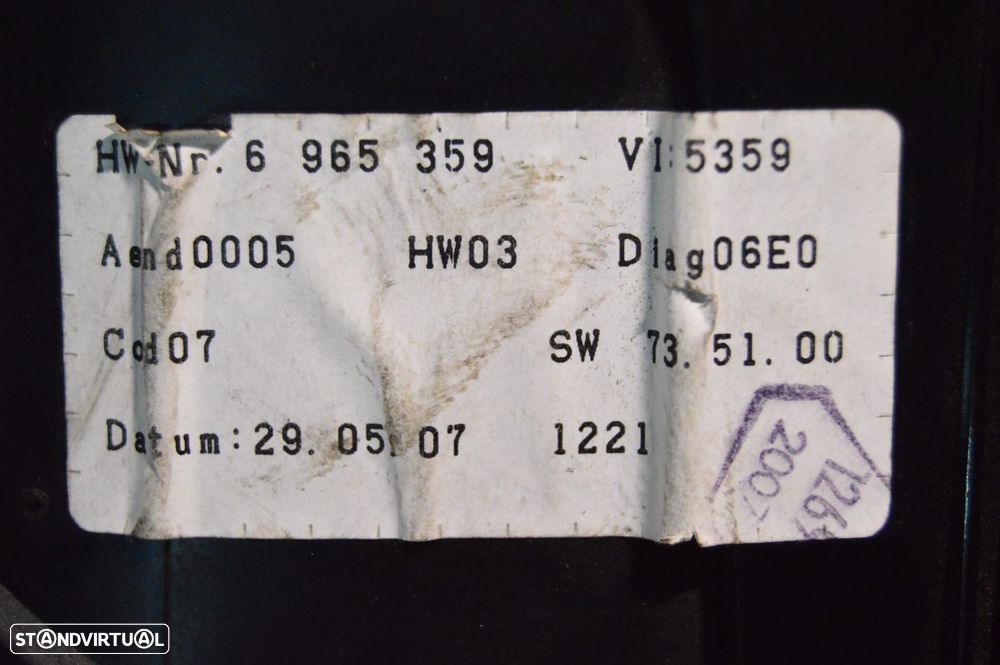 HW-Nr. 6 965 359 VI:5359
Aend0005 HW03 Diag06E0
Cod07 SW 73.51.00
Datum:29.05.07 1221
2007
STANDVIRTUAL